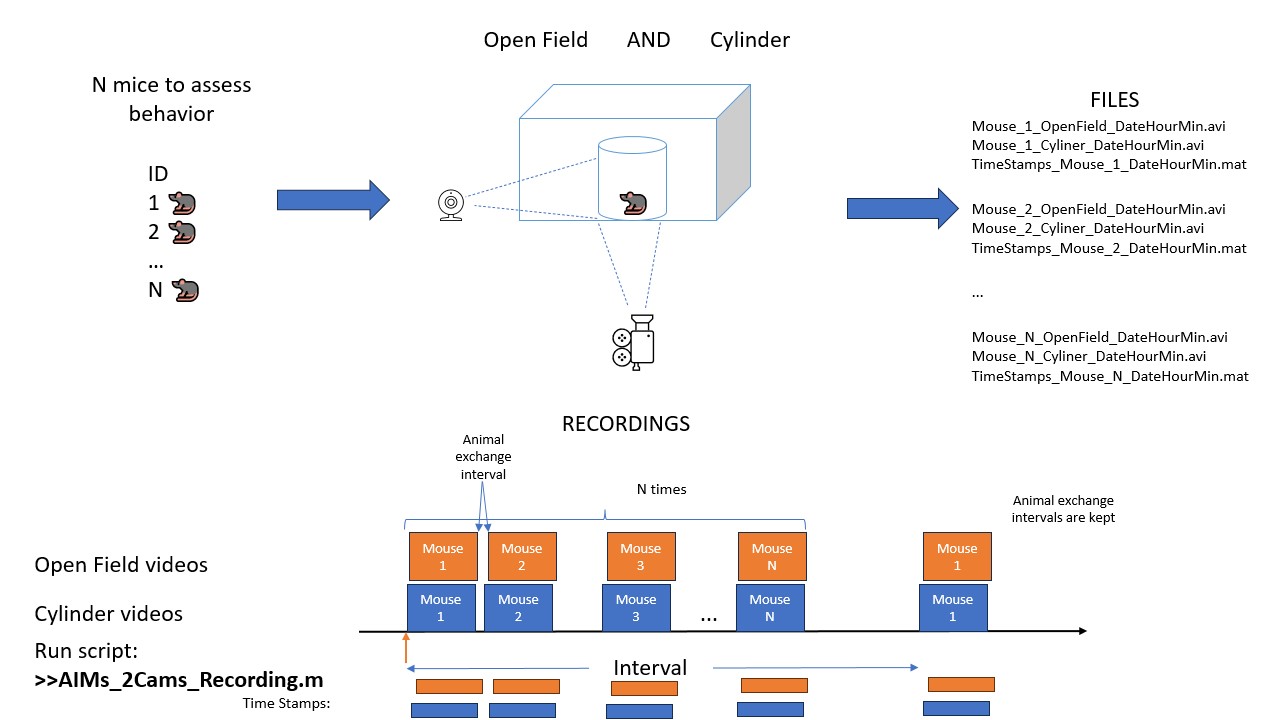 Open Field AND Cylinder
N mice to assess
behavior
ID
1
2
...
N
FILES
Mouse_1_OpenField_DateHourMin.avi
Mouse_1_Cyliner_DateHourMin.avi
TimeStamps_Mouse_1_DateHourMin.mat
Mouse_2_OpenField_DateHourMin.avi
Mouse_2_Cyliner_DateHourMin.avi
TimeStamps_Mouse_2_DateHourMin.mat
...
Mouse_N_OpenField_DateHourMin.avi
Mouse_N_Cyliner_DateHourMin.avi
TimeStamps_Mouse_N_DateHourMin.mat
RECORDINGS
Animal
exchange
interval
N times
Animal exchange
intervals are kept
Open Field videos
Mouse
1
Mouse
2
Mouse
3
Mouse
N
Mouse
1
Cylinder videos
Mouse
1
Mouse
2
Mouse
3
...
Mouse
N
Mouse
1
Run script:
>>AIMs_2Cams_Recording.m
Interval
Time Stamps: